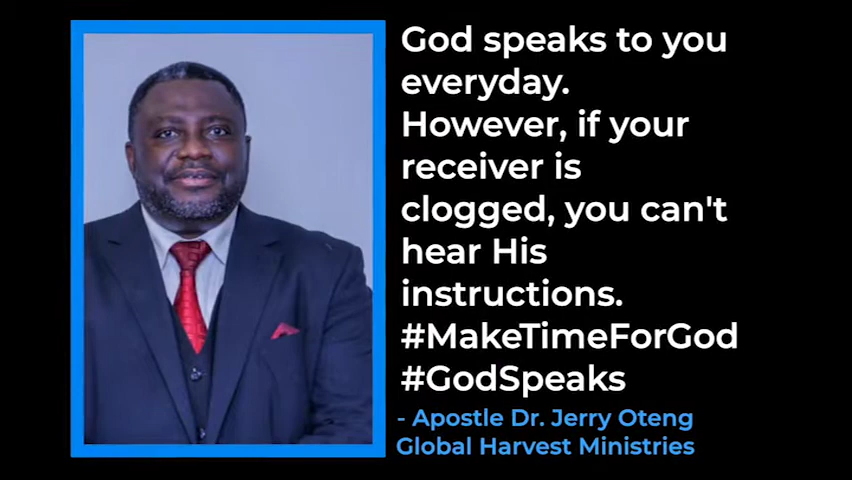 God speaks to you
everyday.
However, if your
receiver is
clogged, you can't
hear His
instructions.
#MakeTimeForGod
#GodSpeaks
- Apostle Dr. Jerry Oteng
Global Harvest Ministries